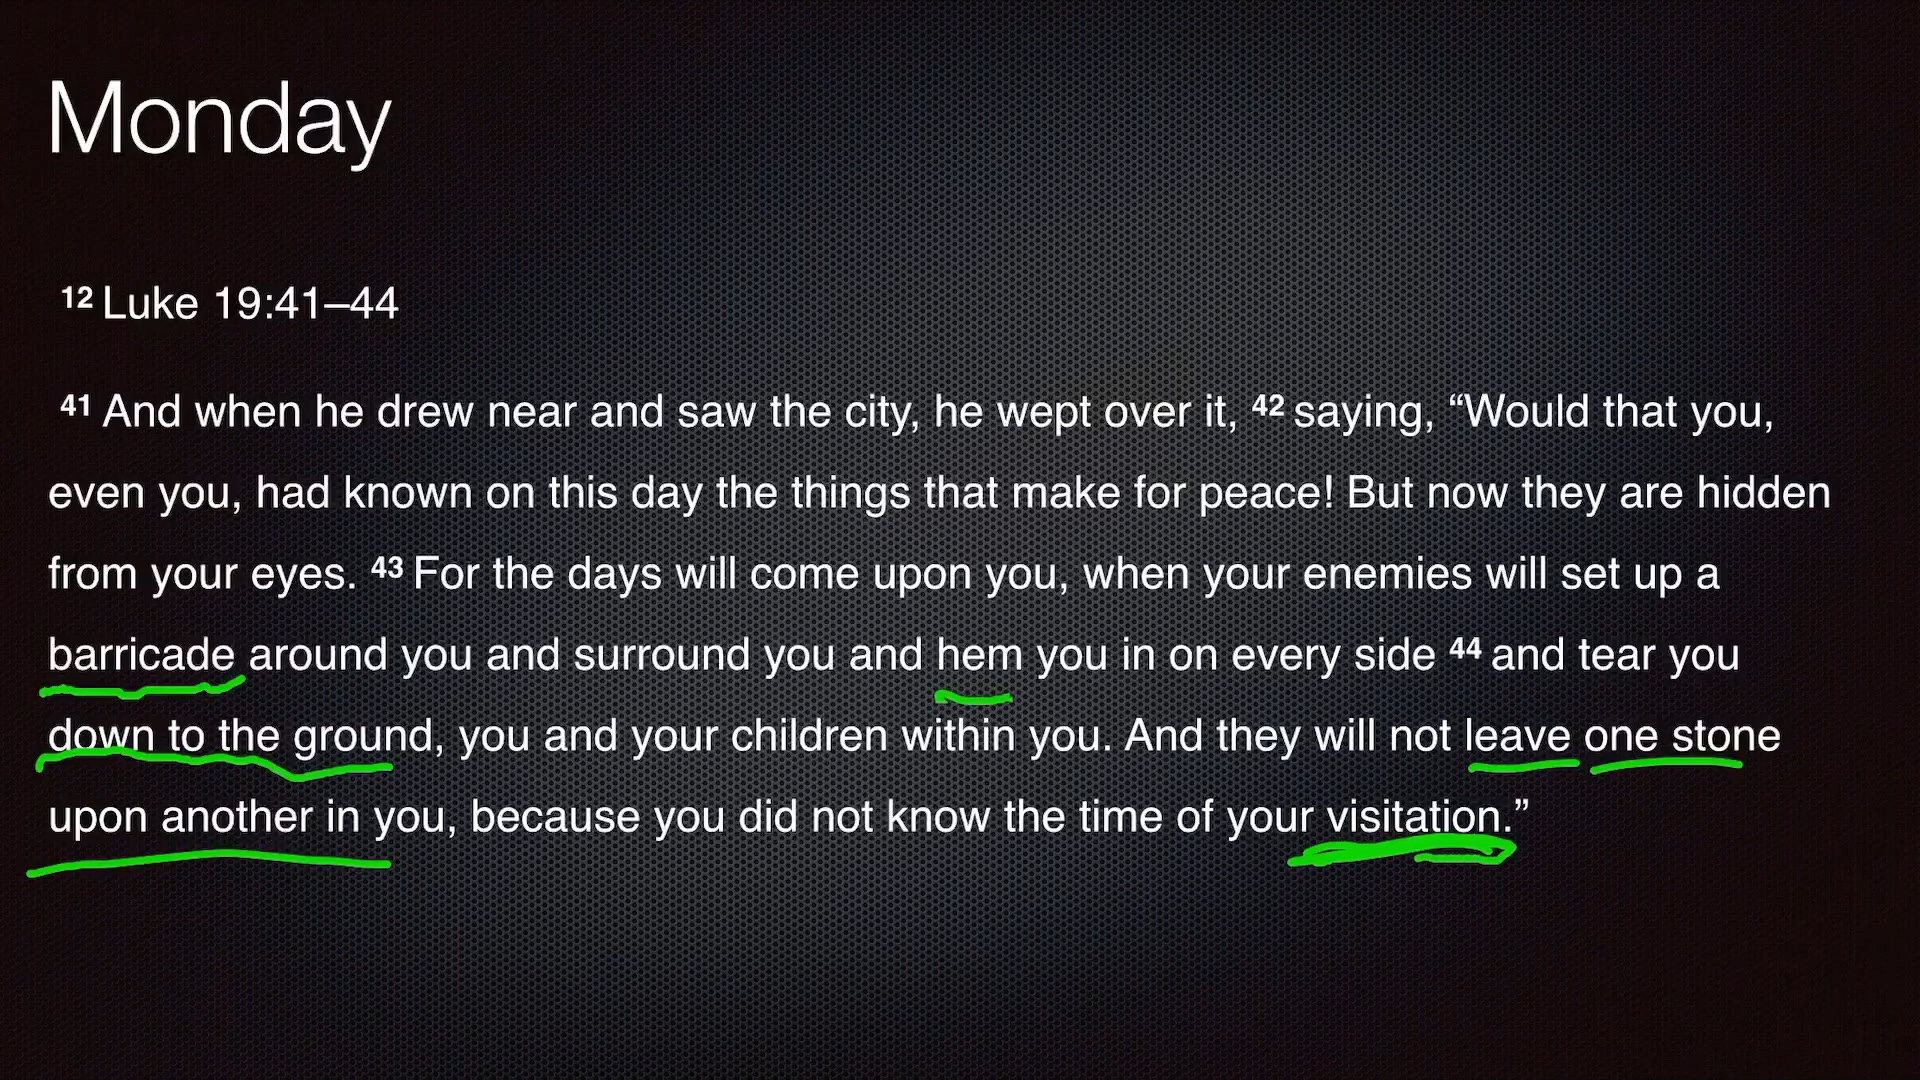 Monday
12 Luke 19:41–44
41 And when he drew near and saw the city, he wept over it, 42 saying, “Would that you,
even you, had known on this day the things that make for peace! But now they are hidden
from your eyes. 43 For the days will come upon you, when your enemies will set up a
barricade around you and surround you and hem you in on every side 44 and tear you
down to the ground, you and your children within you. And they will not leave one stone
upon another in you, because you did not know the time of your visitation.”